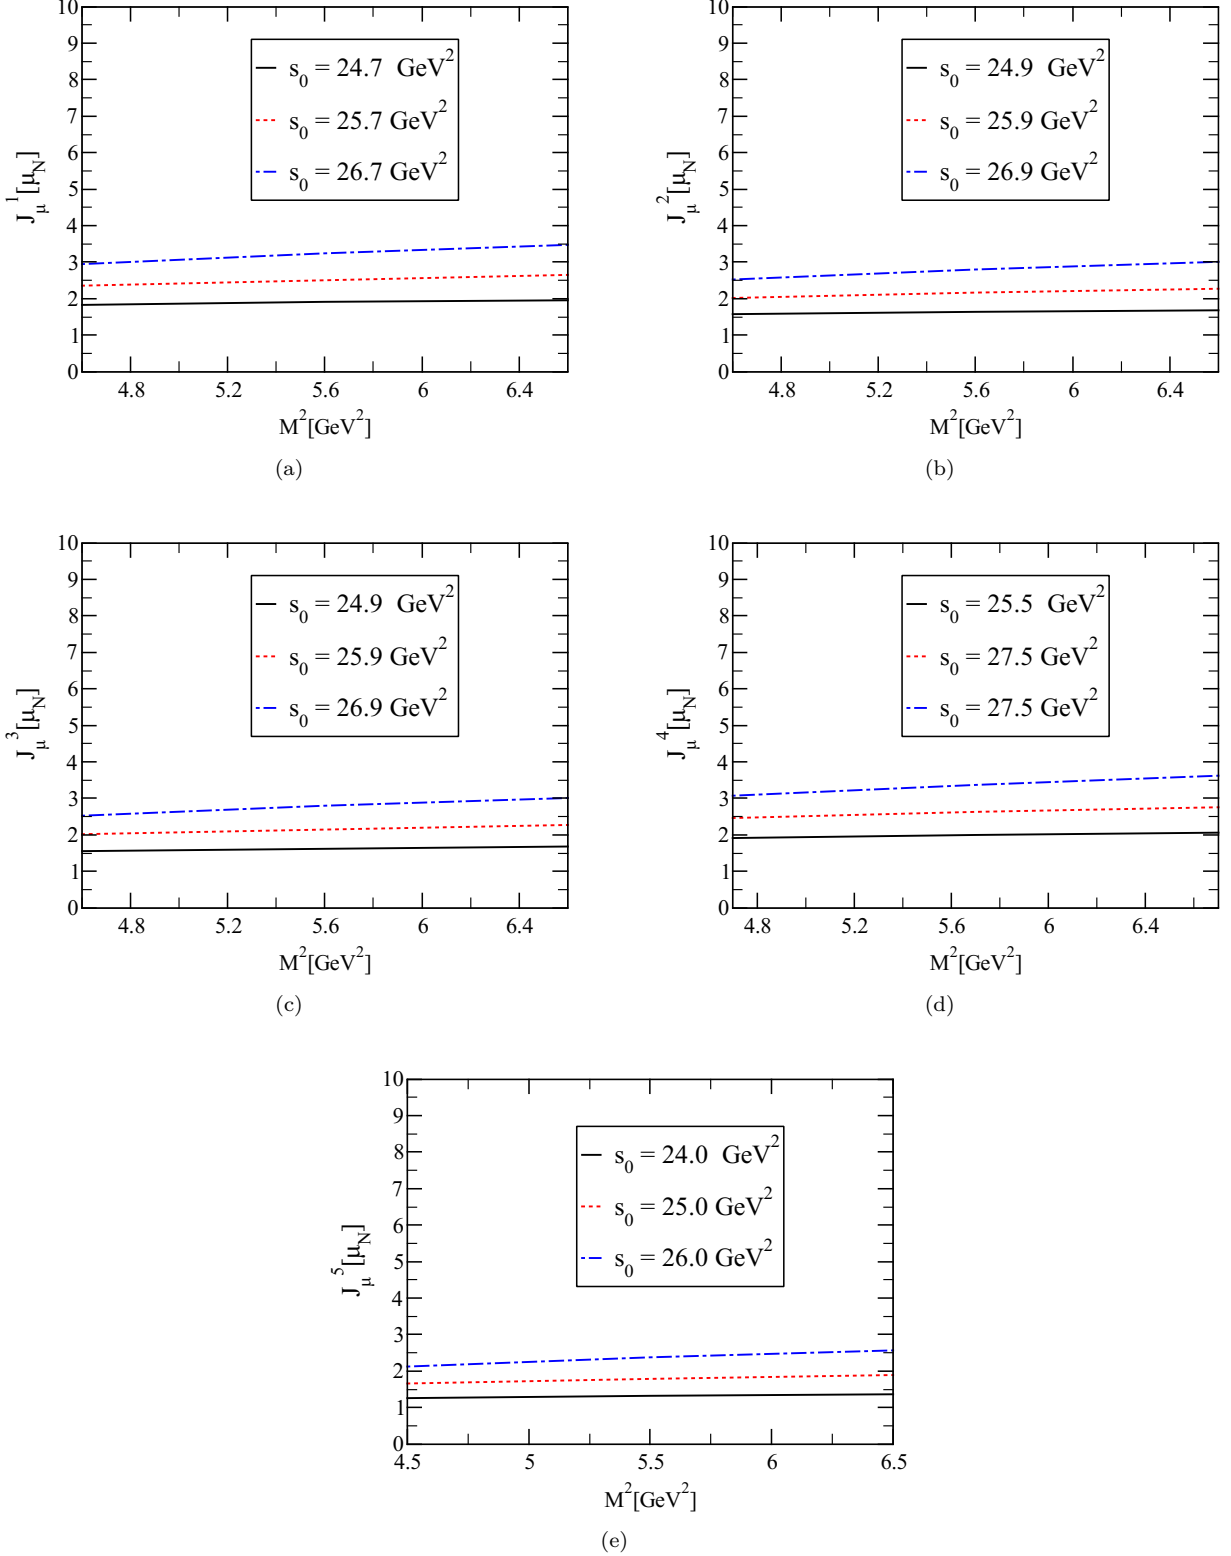 10
9
8
7
6
5
4
3
2
1
0
J_μ^1[μ_N]
s_0 = 24.7 GeV^2
s_0 = 25.7 GeV^2
s_0 = 26.7 GeV^2
4.8 5.2 5.6 6 6.4
M^2[GeV^2]
(a)
10
9
8
7
6
5
4
3
2
1
0
J_μ^2[μ_N]
s_0 = 24.9 GeV^2
s_0 = 25.9 GeV^2
s_0 = 26.9 GeV^2
4.8 5.2 5.6 6 6.4
M^2[GeV^2]
(b)
10
9
8
7
6
5
4
3
2
1
0
J_μ^3[μ_N]
s_0 = 24.9 GeV^2
s_0 = 25.9 GeV^2
s_0 = 26.9 GeV^2
4.8 5.2 5.6 6 6.4
M^2[GeV^2]
(c)
10
9
8
7
6
5
4
3
2
1
0
J_μ^4[μ_N]
s_0 = 25.5 GeV^2
s_0 = 27.5 GeV^2
s_0 = 27.5 GeV^2
4.8 5.2 5.6 6 6.4
M^2[GeV^2]
(d)
10
9
8
7
6
5
4
3
2
1
0
J_μ^5[μ_N]
s_0 = 24.0 GeV^2
s_0 = 25.0 GeV^2
s_0 = 26.0 GeV^2
4.5 5 5.5 6 6.5
M^2[GeV^2]
(e)